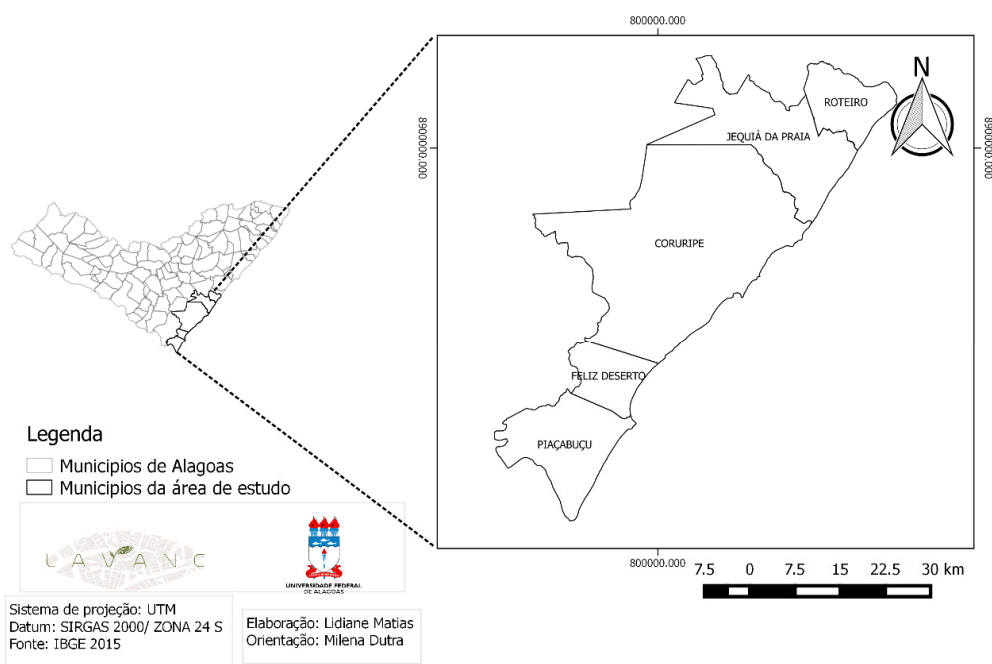 800000.000
N
ROTEIRO
JEQUIÁ DA PRAIA
8900000.000
8900000.000
CORURIPE
FELIZ DESERTO
PIAÇABUÇU
Legenda
Municipios de Alagoas
Municipios da área de estudo
LAVANC
UNIVERSIDADE FEDERAL
DE ALAGOAS
800000.000
7.5 0 7.5 15 22.5 30 km
Sistema de projeção: UTM
Datum: SIRGAS 2000/ ZONA 24 S
Fonte: IBGE 2015
Elaboração: Lidiane Matias
Orientação: Milena Dutra